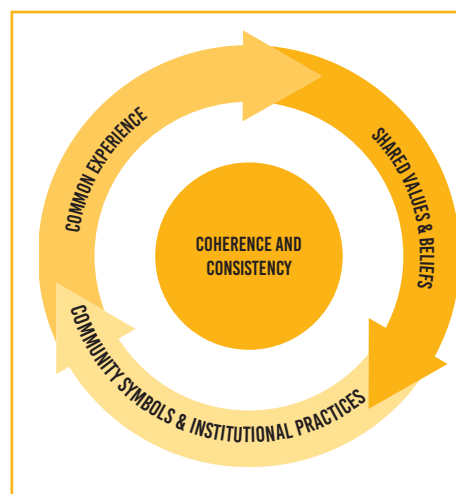 COMMON EXPERIENCE
SHARED VALUES & BELIEFS
COHERENCE AND
CONSISTENCY
COMMUNITY SYMBOLS & INSTITUTIONAL PRACTICES